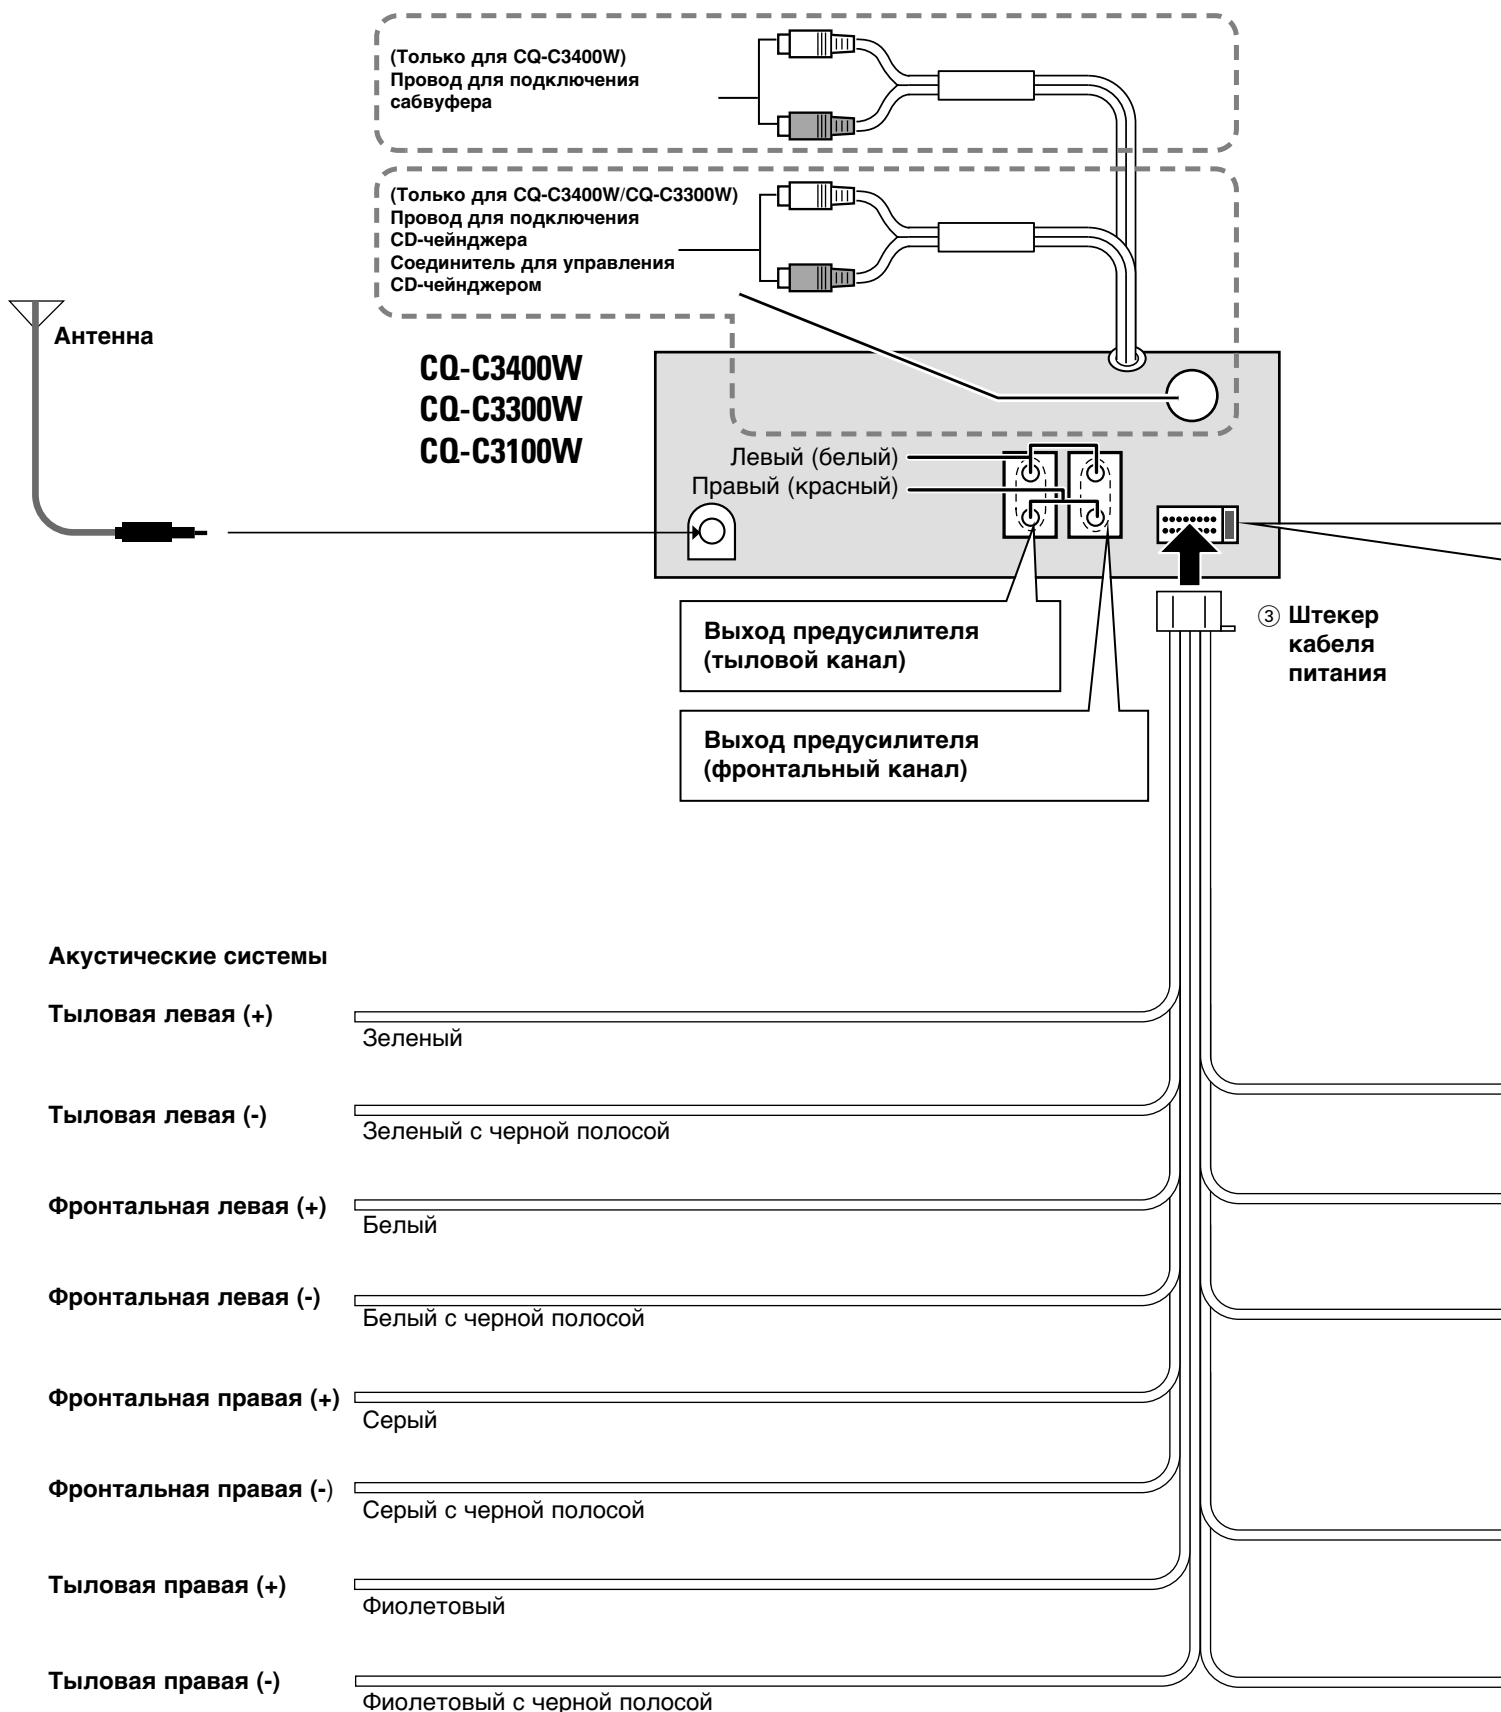 (Только для CQ-C3400W)
Провод для подключения
сабвуфера
(Только для CQ-C3400W/CQ-C3300W)
Провод для подключения
CD-чейнджера
Соединитель для управления
CD-чейнджером
Антенна
CQ-C3400W
CQ-C3300W
CQ-C3100W
Левый (белый)
Правый (красный)
Выход предусилителя
(тыловой канал)
③ Штекер
кабеля
питания
Выход предусилителя
(фронтальный канал)
Акустические системы
Тыловая левая (+)
Зеленый
Тыловая левая (-)
Зеленый с черной полосой
Фронтальная левая (+)
Белый
Фронтальная левая (-)
Белый с черной полосой
Фронтальная правая (+)
Серый
Фронтальная правая (-)
Серый с черной полосой
Тыловая правая (+)
Фиолетовый
Тыловая правая (-)
Фиолетовый с черной полосой